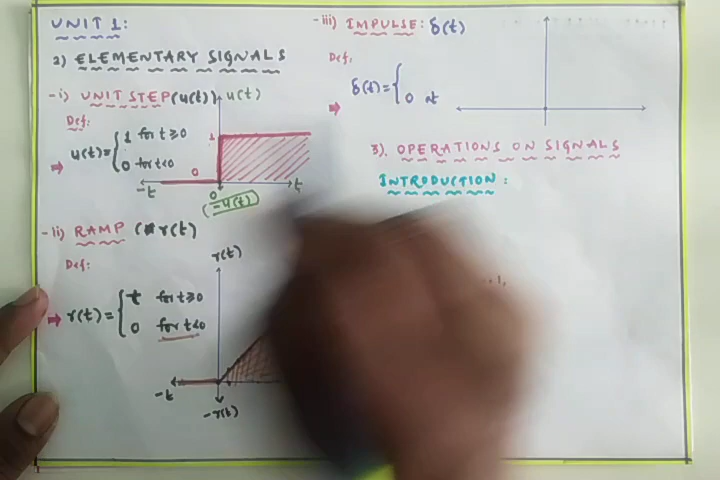 UNIT 1:
2) ELEMENTARY SIGNALS
-i) UNIT STEP (u(t))
u(t)
Def:
u(t)= { 1 for t≥0
0 for t<0
1
0
-t
0
t
(-u(t))
-ii) RAMP (r(t)
Def:
r(t)
r(t)= { t for t≥0
0 for t<0
-t
-r(t)
-iii) IMPULSE: δ(t)
Def:
δ(t)= {
0 at
3). OPERATIONS ON SIGNALS
INTRODUCTION: